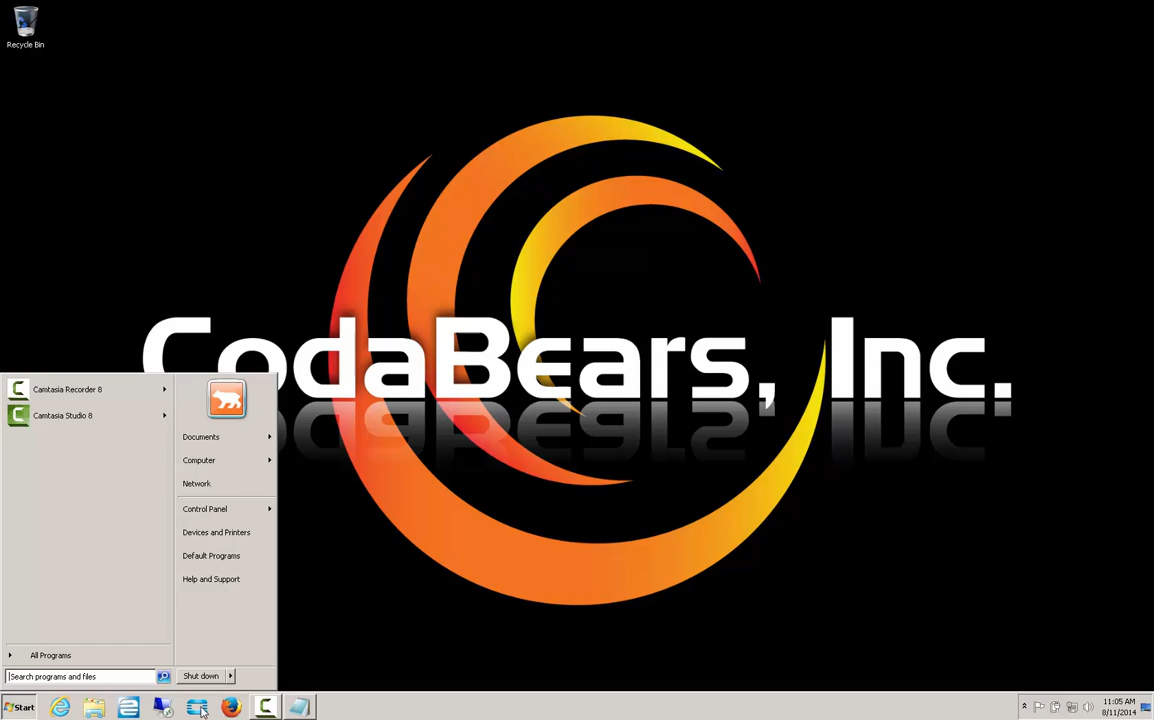 Recycle Bin
CodaBears, Inc.
Camtasia Recorder 8
Camtasia Studio 8
Documents
Computer
Network
Control Panel
Devices and Printers
Default Programs
Help and Support
All Programs
Search programs and files
Shut down
Start
11:05 AM
8/11/2014